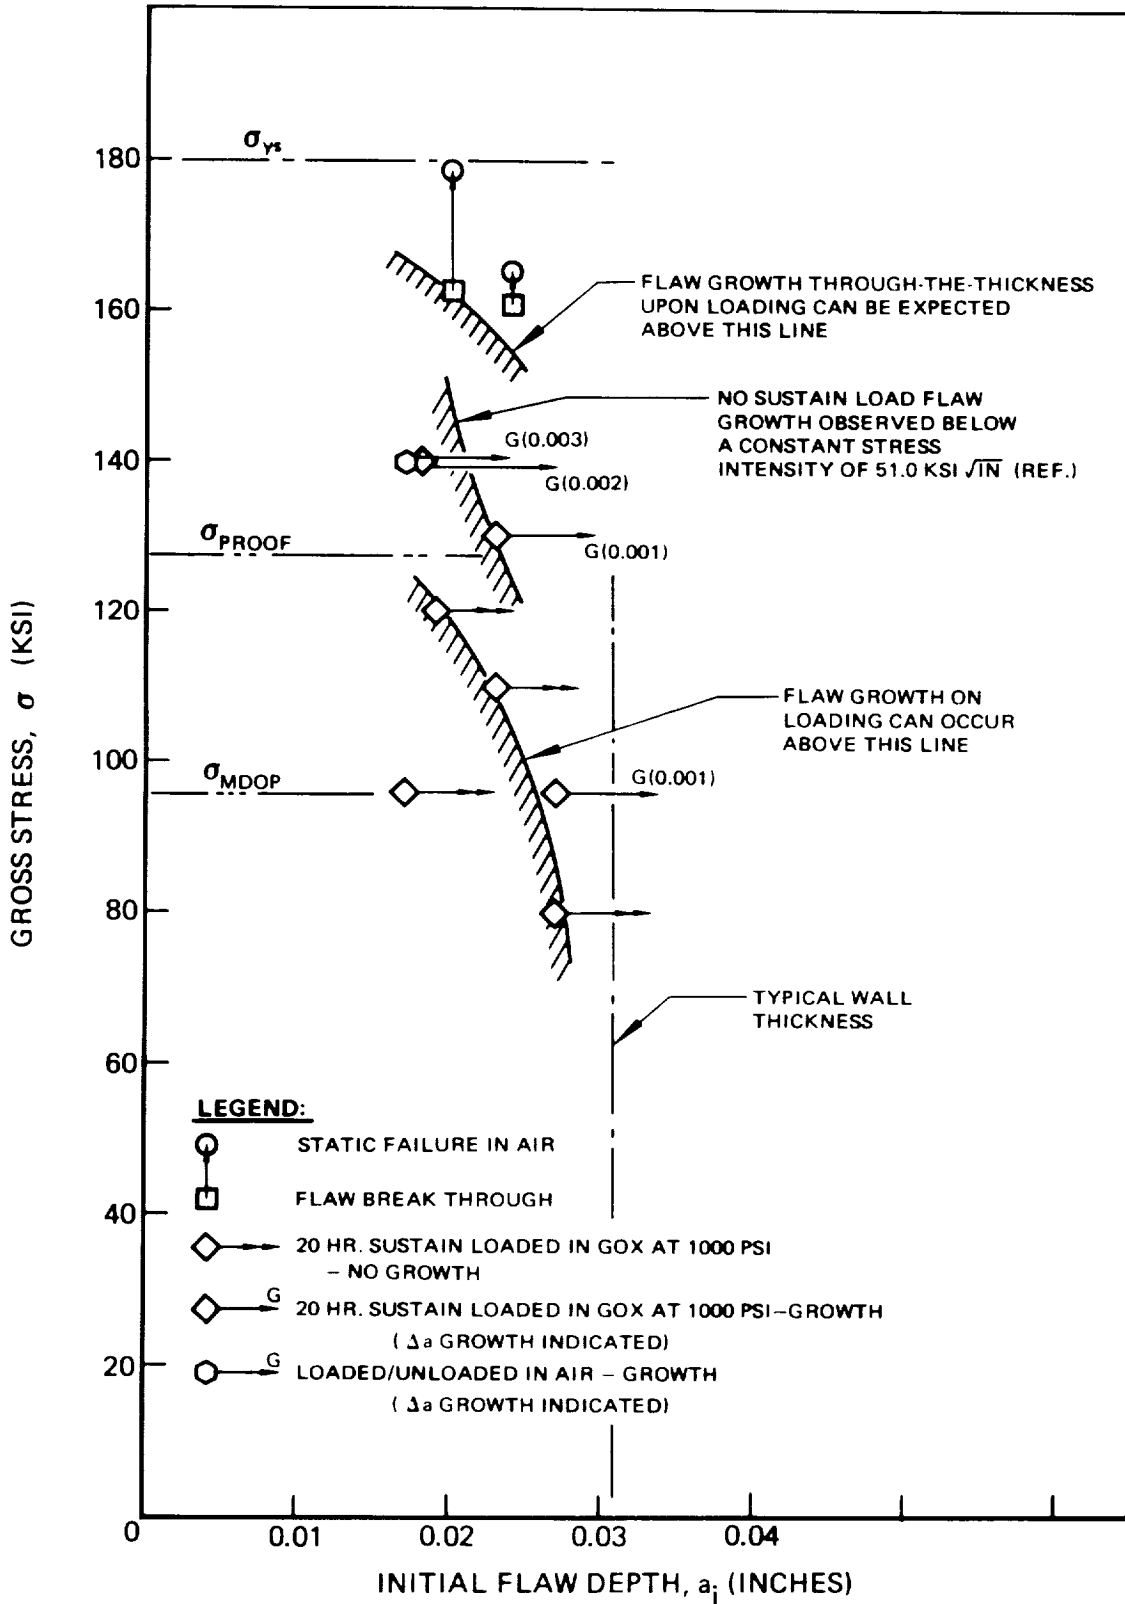 σys
180
FLAW GROWTH THROUGH-THE-THICKNESS
UPON LOADING CAN BE EXPECTED
ABOVE THIS LINE
160
NO SUSTAIN LOAD FLAW
GROWTH OBSERVED BELOW
A CONSTANT STRESS
INTENSITY OF 51.0 KSI √IN (REF.)
G(0.003)
140
G(0.002)
σPROOF
G(0.001)
120
FLAW GROWTH ON
LOADING CAN OCCUR
ABOVE THIS LINE
100
σMDOP
G(0.001)
80
TYPICAL WALL
THICKNESS
60
LEGEND:
STATIC FAILURE IN AIR
FLAW BREAK THROUGH
40
20 HR. SUSTAIN LOADED IN GOX AT 1000 PSI
– NO GROWTH
G
20 HR. SUSTAIN LOADED IN GOX AT 1000 PSI–GROWTH
( Δa GROWTH INDICATED)
20
G
LOADED/UNLOADED IN AIR – GROWTH
( Δa GROWTH INDICATED)
0
0.01
0.02
0.03
0.04
GROSS STRESS, σ (KSI)
INITIAL FLAW DEPTH, ai (INCHES)